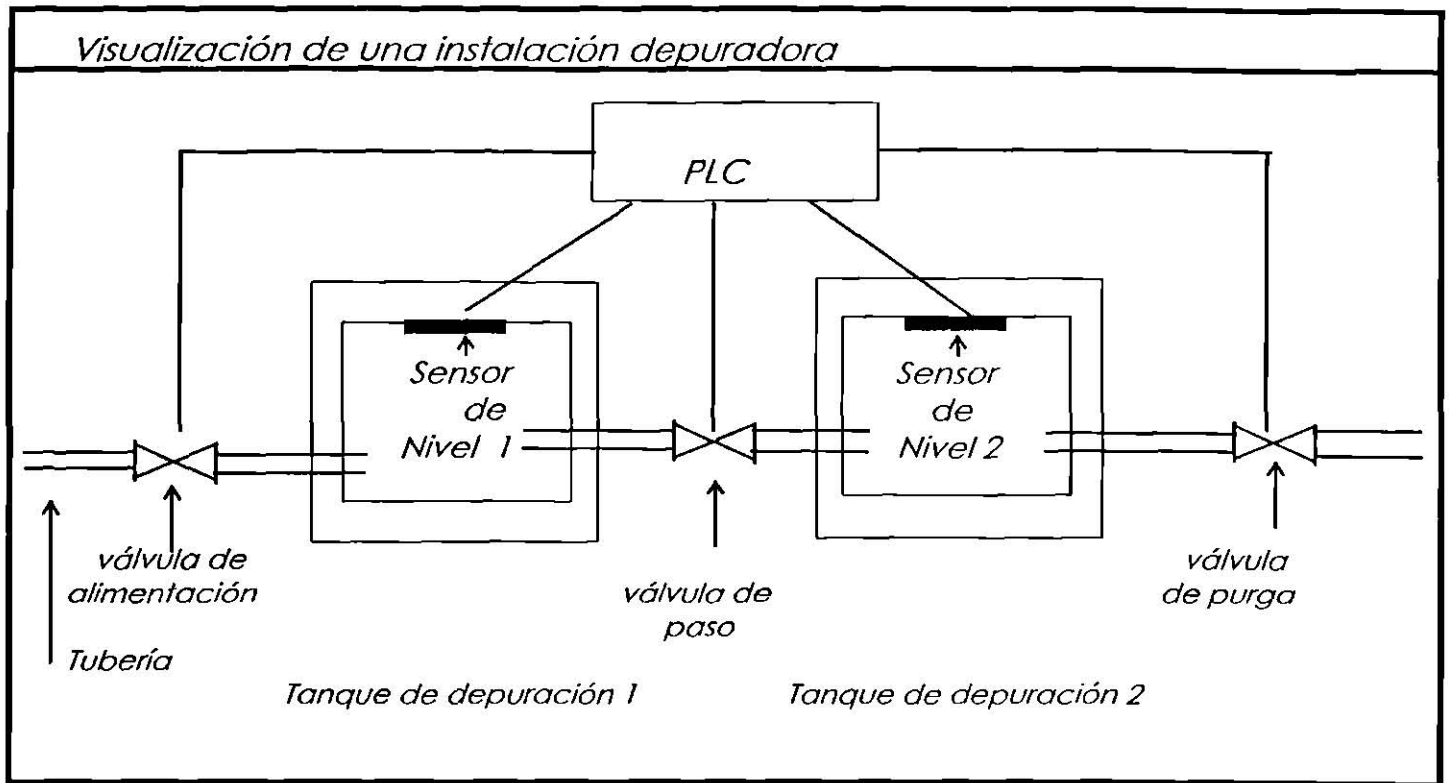 Visualización de una instalación depuradora
PLC
Sensor
de
Nivel 1
Sensor
de
Nivel 2
válvula de
alimentación
válvula de
paso
válvula
de purga
Tubería
Tanque de depuración 1
Tanque de depuración 2